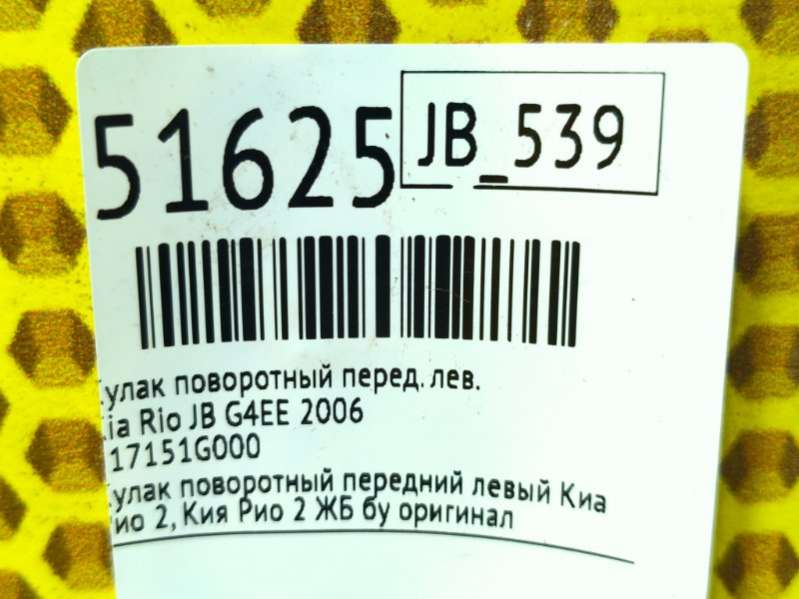 51625
JB_539
улак поворотный перед. лев.
ia Rio JB G4EE 2006
17151G000
улак поворотный передний левый Киа
ио 2, Кия Рио 2 ЖБ бу оригинал